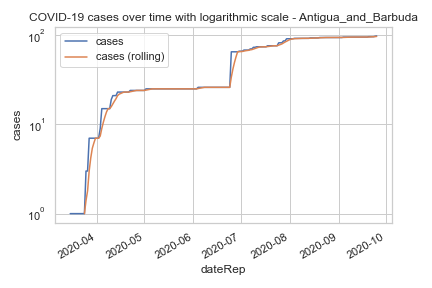 COVID-19 cases over time with logarithmic scale - Antigua_and_Barbuda
cases
cases (rolling)
10²
10¹
10⁰
cases
2020-04
2020-05
2020-06
2020-07
2020-08
2020-09
2020-10
dateRep